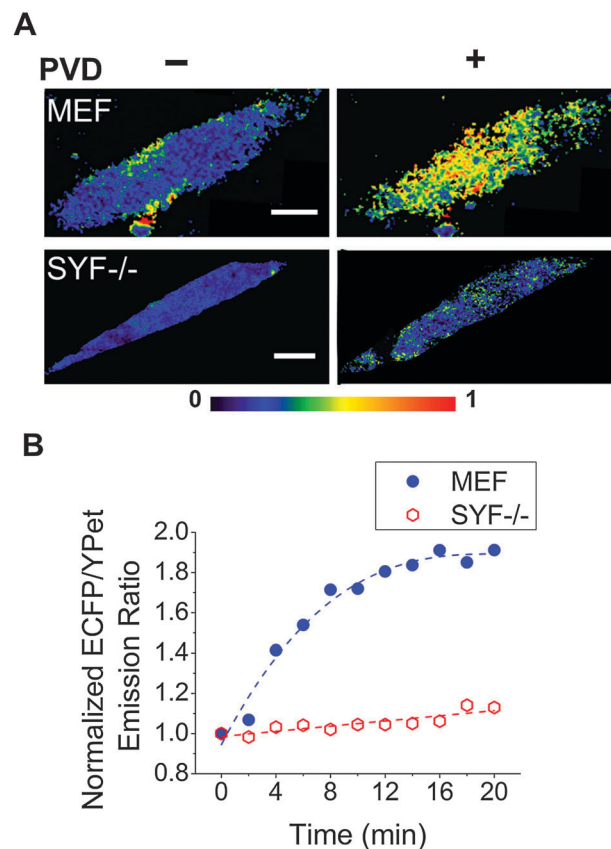 A
PVD − +
MEF
SYF-/-
0 1
B
MEF
SYF-/-
Normalized ECFP/YPet
Emission Ratio
2.0
1.8
1.6
1.4
1.2
1.0
0.8
0 4 8 12 16 20
Time (min)